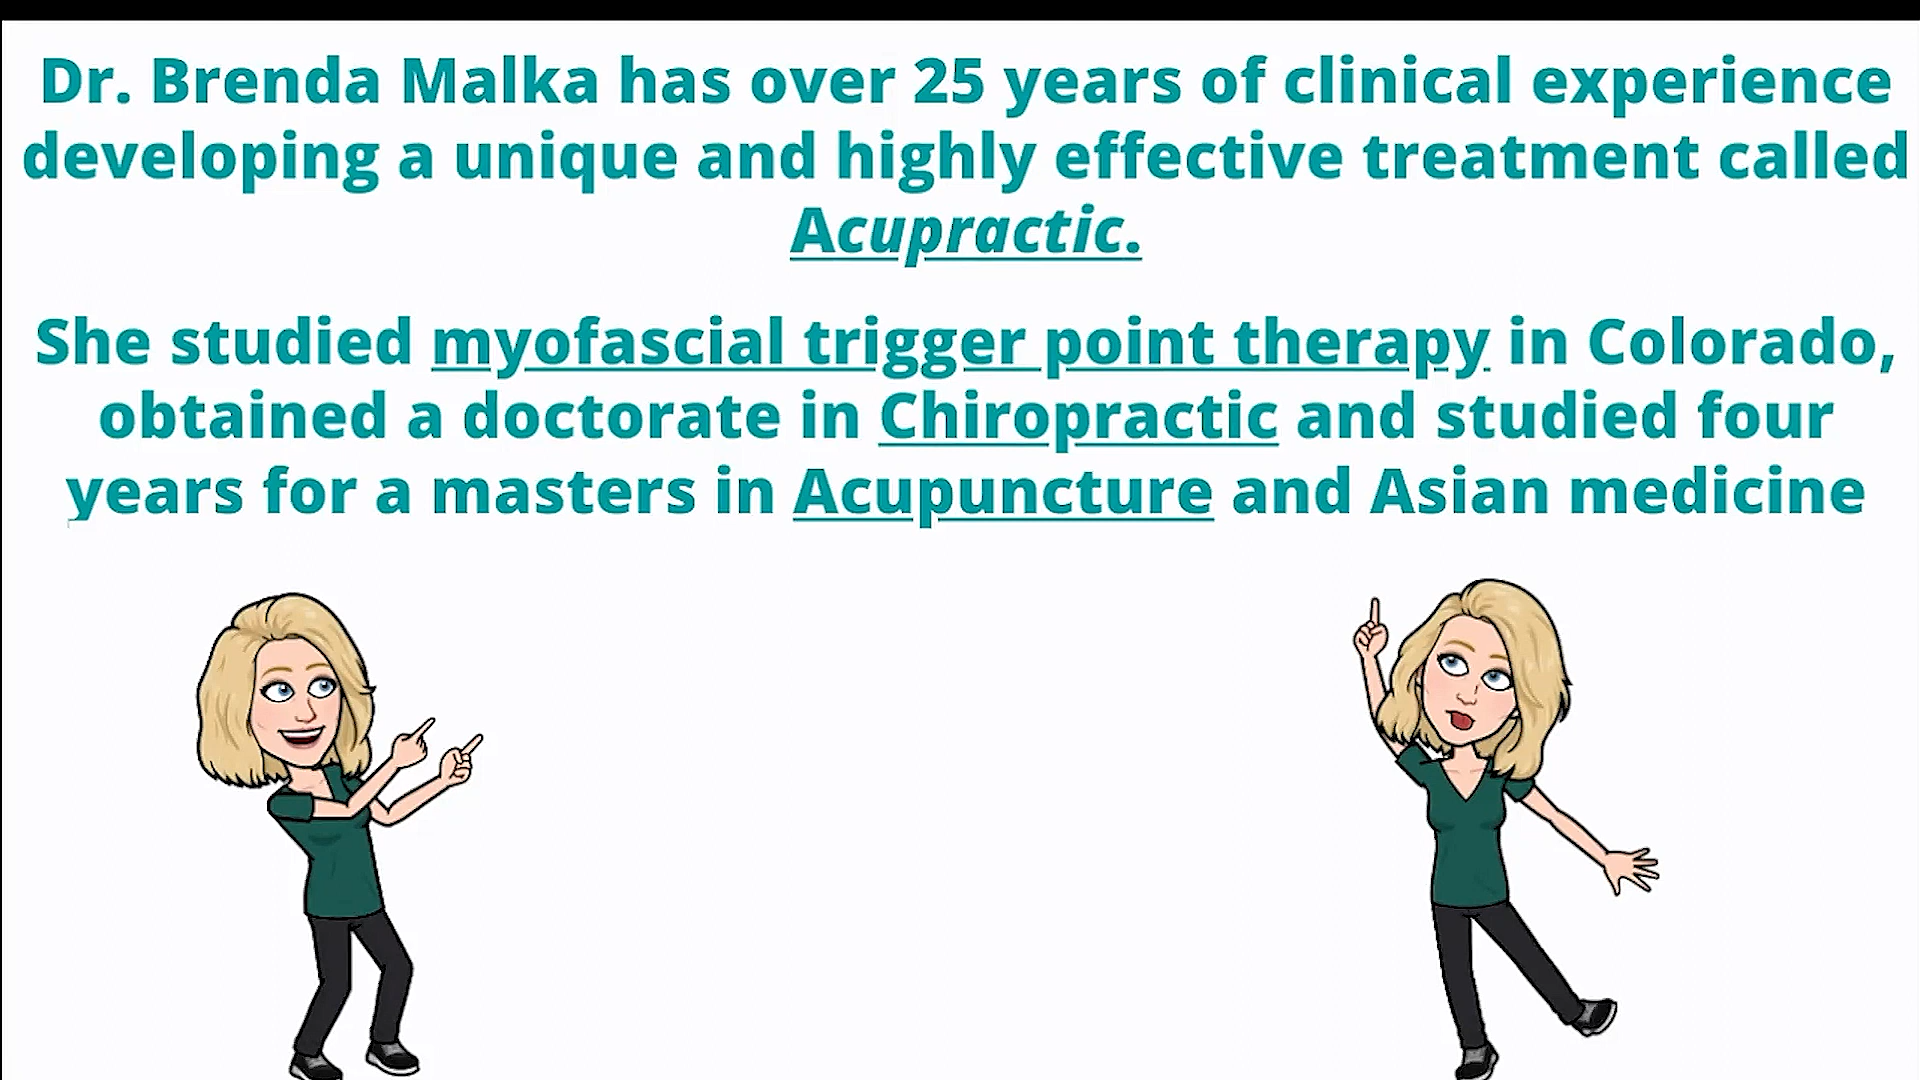 Dr. Brenda Malka has over 25 years of clinical experience
developing a unique and highly effective treatment called
Acupractic.
She studied myofascial trigger point therapy in Colorado,
obtained a doctorate in Chiropractic and studied four
years for a masters in Acupuncture and Asian medicine